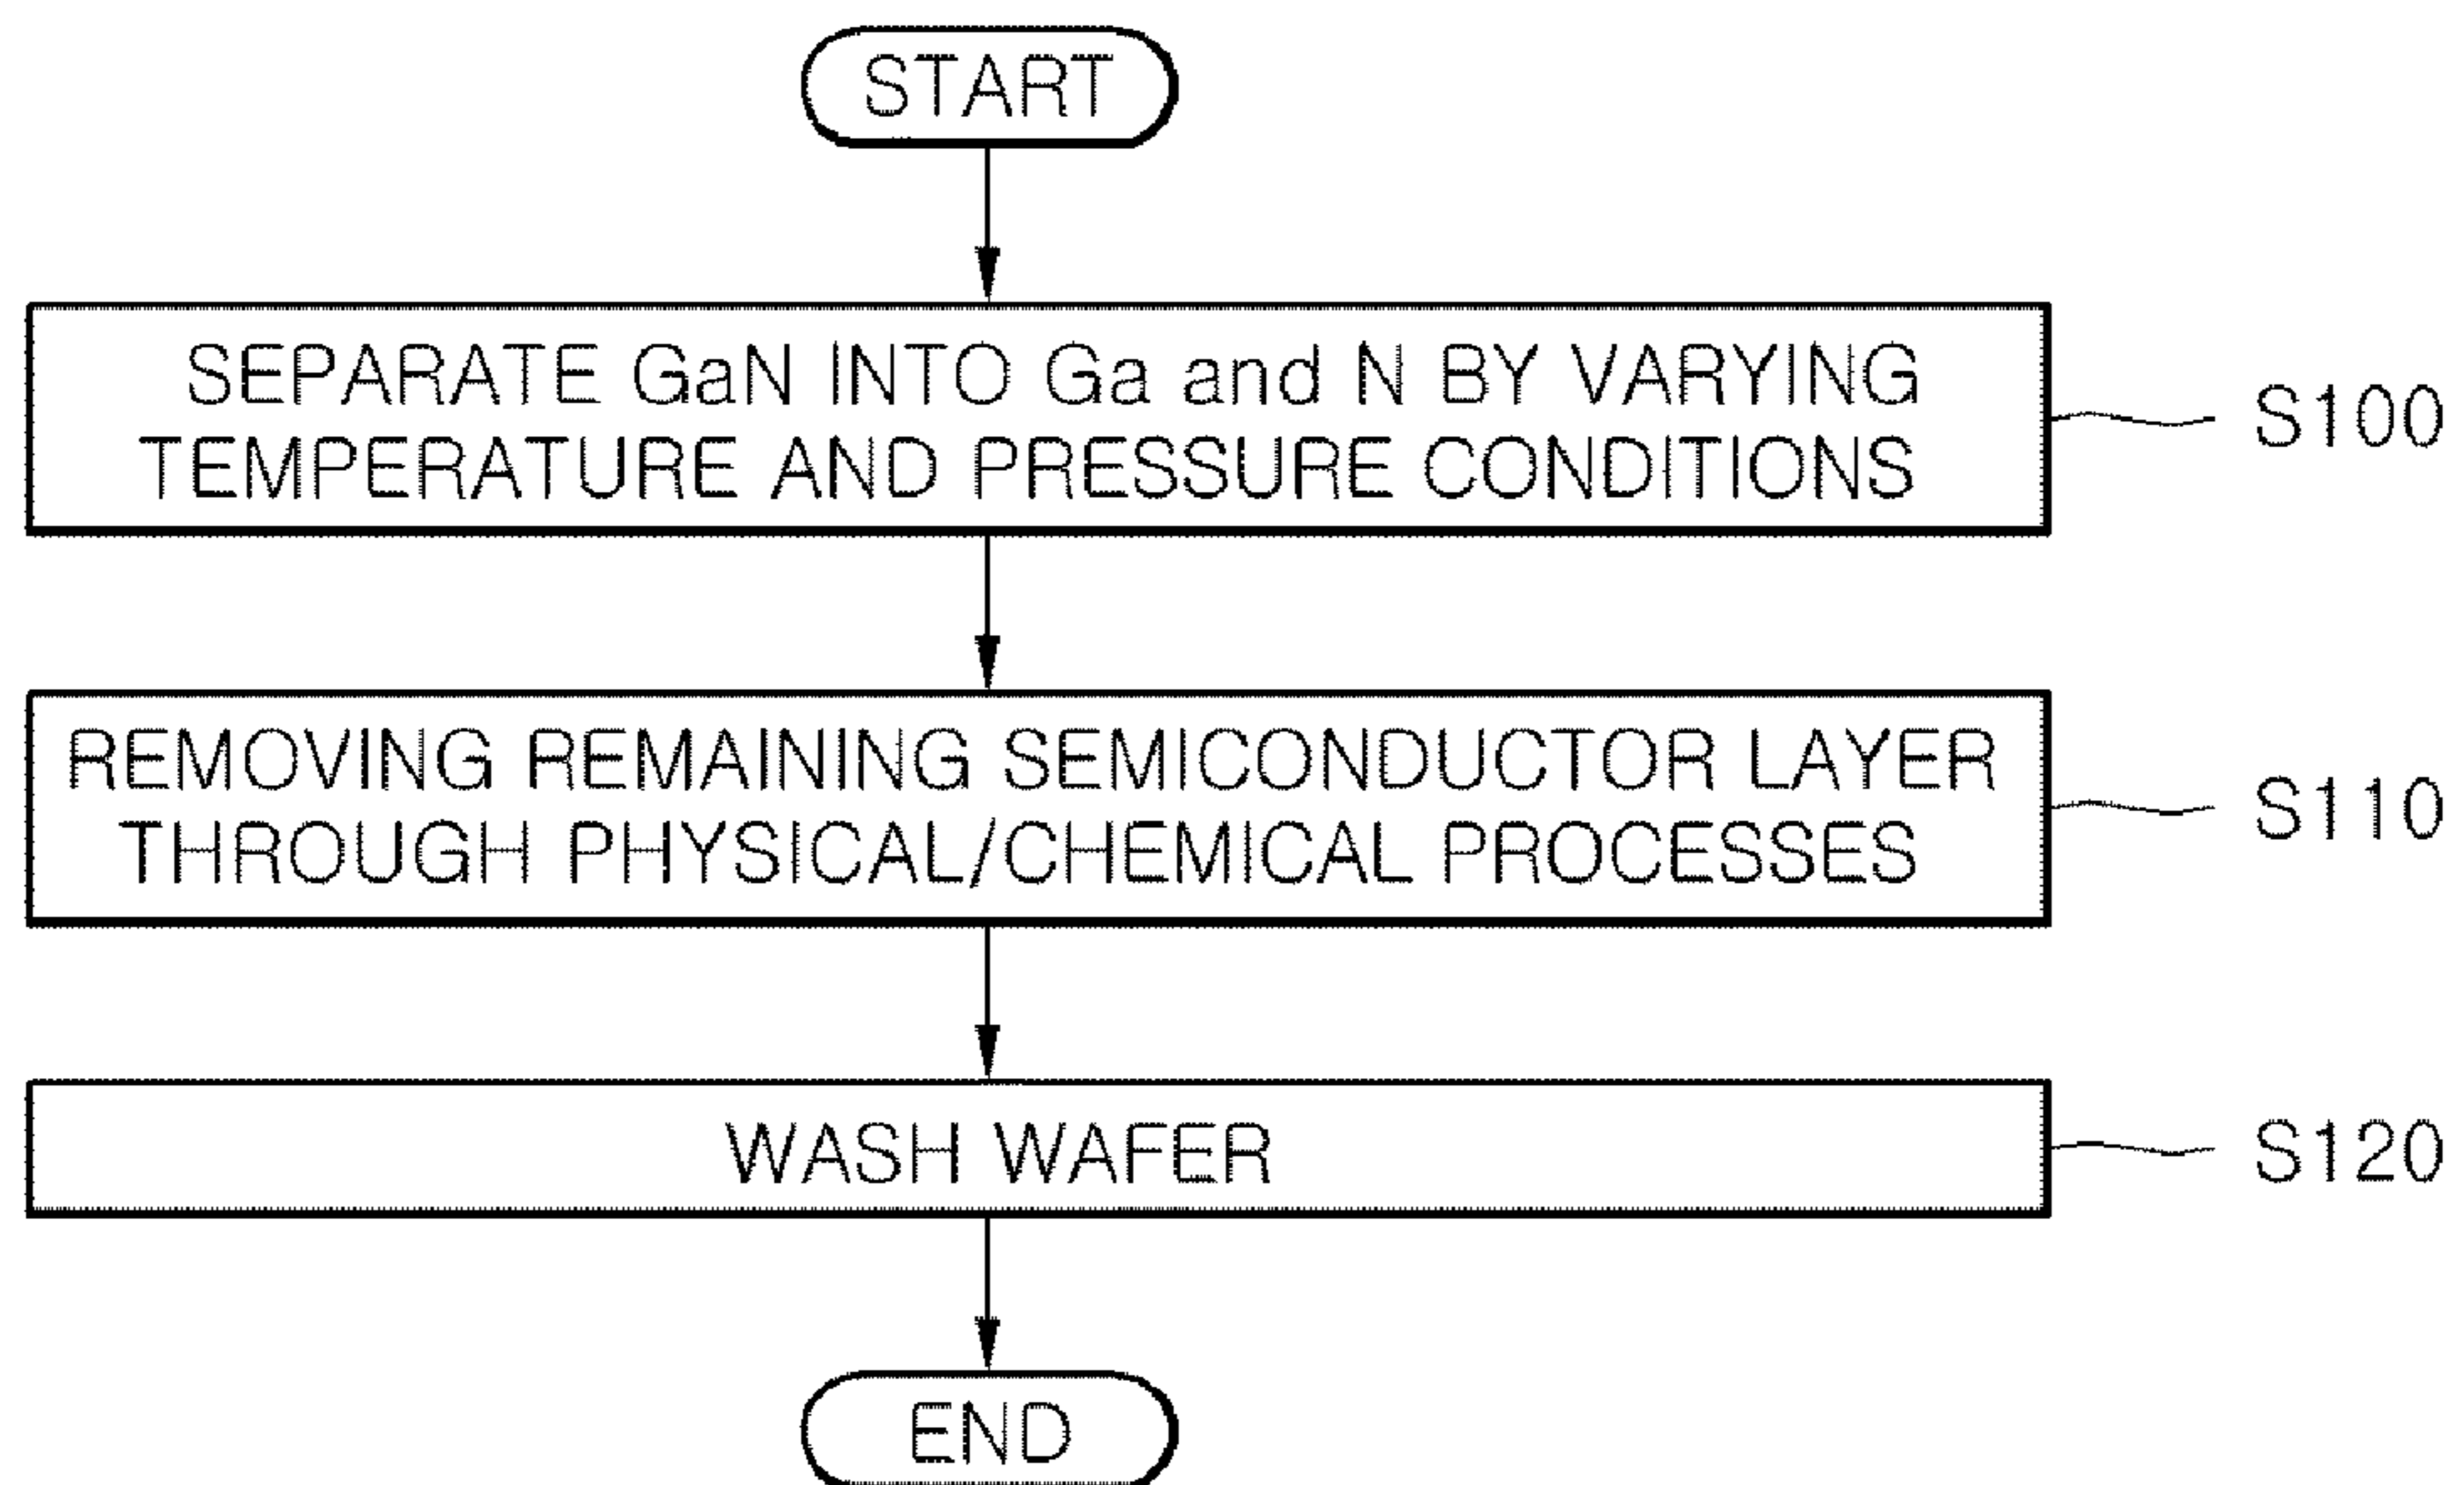 START
SEPARATE GaN INTO Ga and N BY VARYING
TEMPERATURE AND PRESSURE CONDITIONS
S100
REMOVING REMAINING SEMICONDUCTOR LAYER
THROUGH PHYSICAL/CHEMICAL PROCESSES
S110
WASH WAFER
S120
END